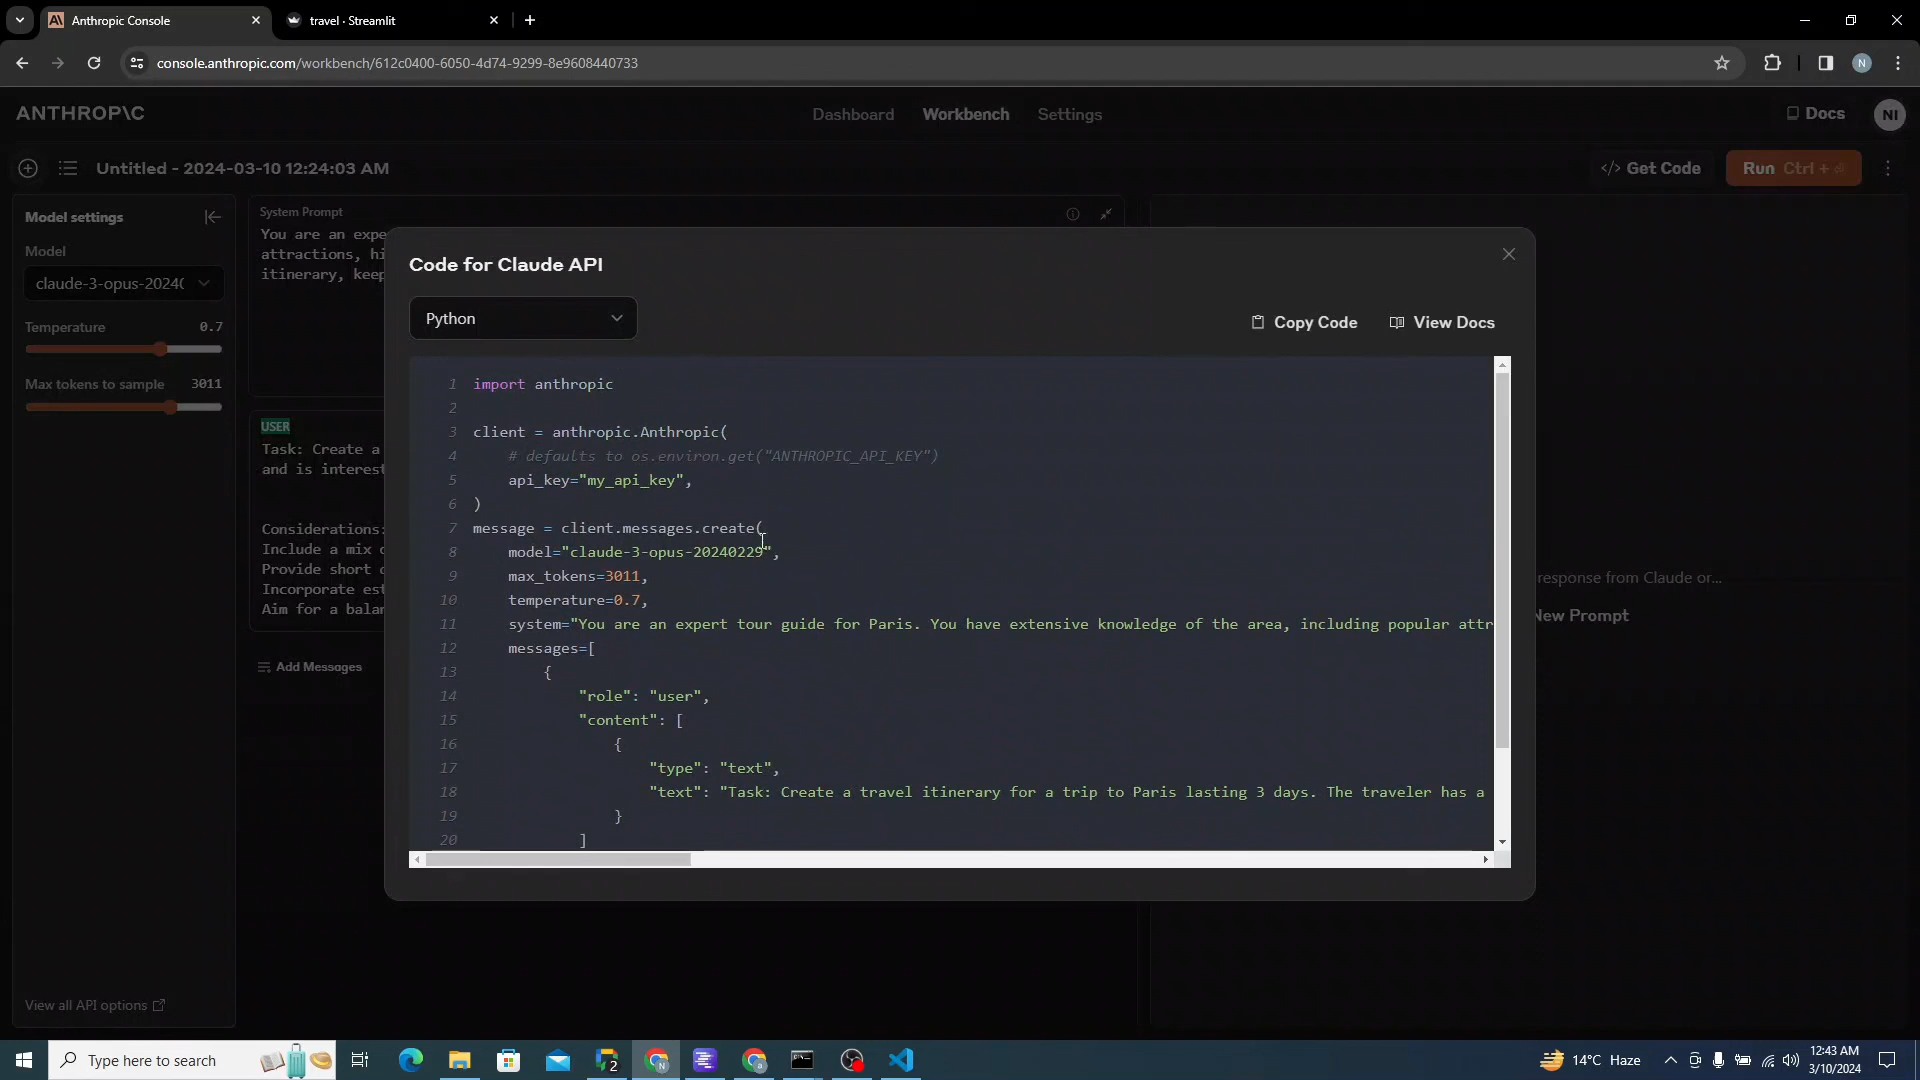 Anthropic Console
travel · Streamlit
console.anthropic.com/workbench/612c0400-6050-4d74-9299-8e9608440733
N
ANTHROP\C
Dashboard
Workbench
Settings
Docs
NI
Untitled - 2024-03-10 12:24:03 AM
</> Get Code
Run Ctrl + ⏎
Model settings
Model
claude-3-opus-2024
Temperature 0.7
Max tokens to sample 3011
View all API options
System Prompt
You are an expe
attractions, hi
itinerary, keep
USER
Task: Create a
and is interest
Considerations:
Include a mix
Provide short
Incorporate est
Aim for a balan
Add Messages
response from Claude or...
New Prompt
Code for Claude API
Python
Copy Code
View Docs
1 import anthropic
2
3 client = anthropic.Anthropic(
4 # defaults to os.environ.get("ANTHROPIC_API_KEY")
5 api_key="my_api_key",
6 )
7 message = client.messages.create(
8 model="claude-3-opus-20240229",
9 max_tokens=3011,
10 temperature=0.7,
11 system="You are an expert tour guide for Paris. You have extensive knowledge of the area, including popular attr
12 messages=[
13 {
14 "role": "user",
15 "content": [
16 {
17 "type": "text",
18 "text": "Task: Create a travel itinerary for a trip to Paris lasting 3 days. The traveler has a
19 }
20 ]
Type here to search
2
N
14°C Haze
12:43 AM
3/10/2024